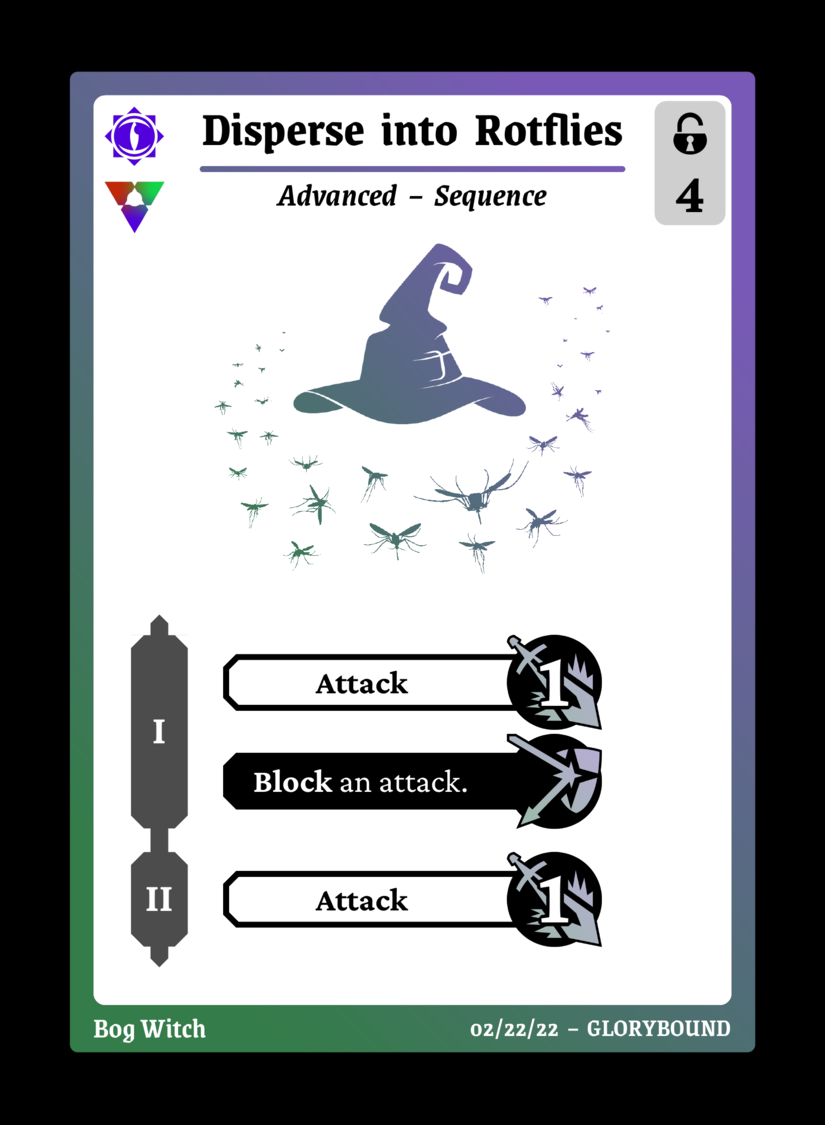 Disperse into Rotflies
4
Advanced – Sequence
Attack
1
I
Block an attack.
II
Attack
1
Bog Witch
02/22/22 – GLORYBOUND